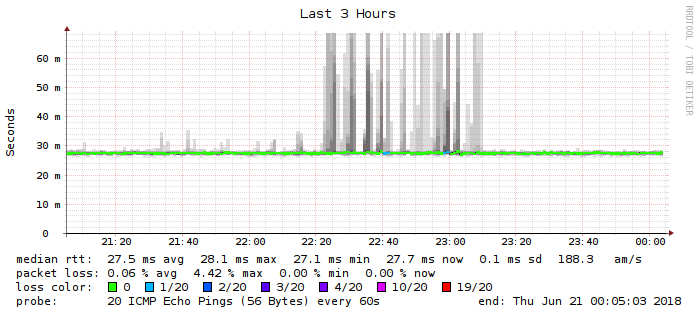 Last 3 Hours
RRDTOOL / TOBI OETIKER
Seconds
60 m
50 m
40 m
30 m
20 m
10 m
0
21:20 21:40 22:00 22:20 22:40 23:00 23:20 23:40 00:00
median rtt: 27.5 ms avg 28.1 ms max 27.1 ms min 27.7 ms now 0.1 ms sd 188.3 am/s
packet loss: 0.06 % avg 4.42 % max 0.00 % min 0.00 % now
loss color: 0 1/20 2/20 3/20 4/20 10/20 19/20
probe: 20 ICMP Echo Pings (56 Bytes) every 60s end: Thu Jun 21 00:05:03 2018